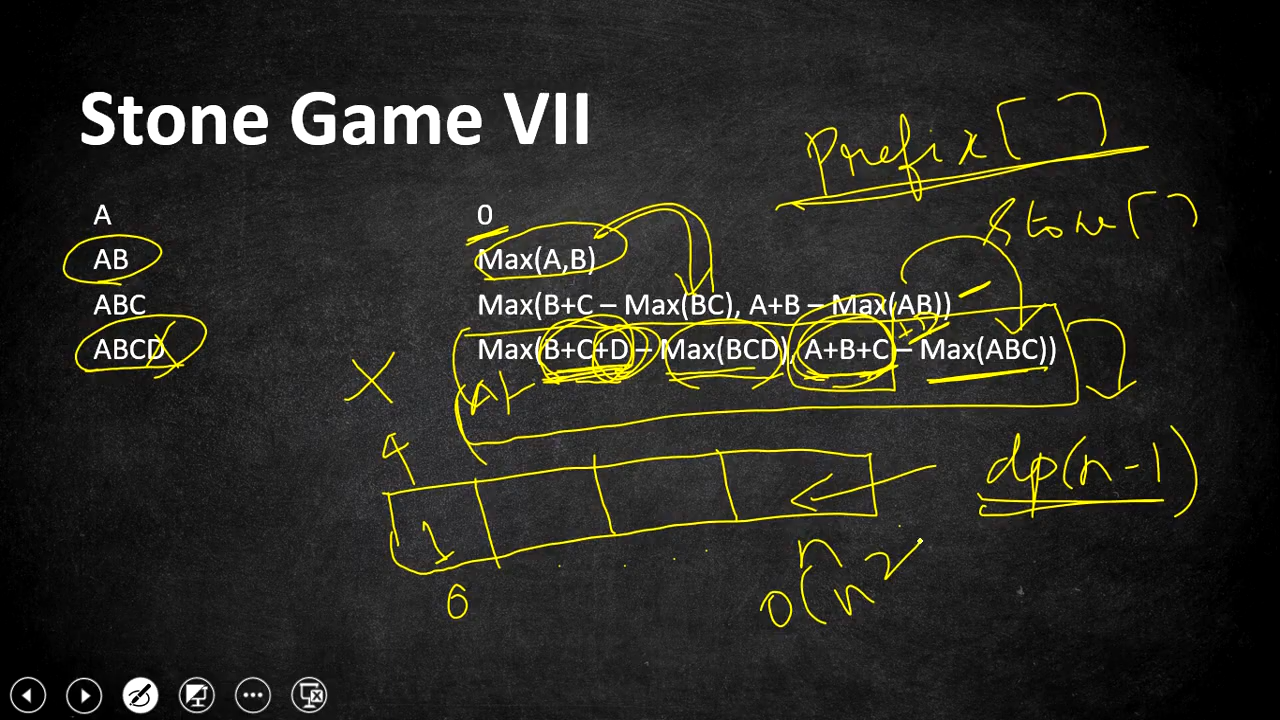 Stone Game VII
Prefix [ ]
Stone [ ]
A 0
AB Max(A,B)
ABC Max(B+C – Max(BC), A+B – Max(AB))
ABCD Max(B+C+D – Max(BCD), A+B+C – Max(ABC))
A+
dp(n-1)
1
n
6
O(n2